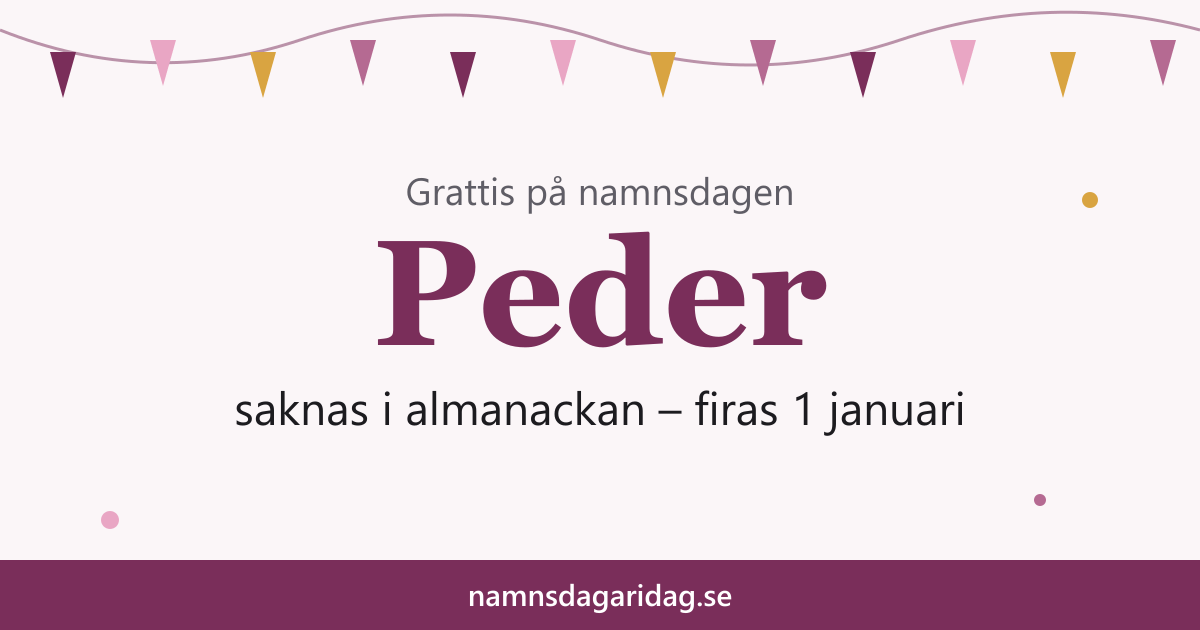 Grattis på namnsdagen
Peder
saknas i almanackan – firas 1 januari
namnsdagaridag.se